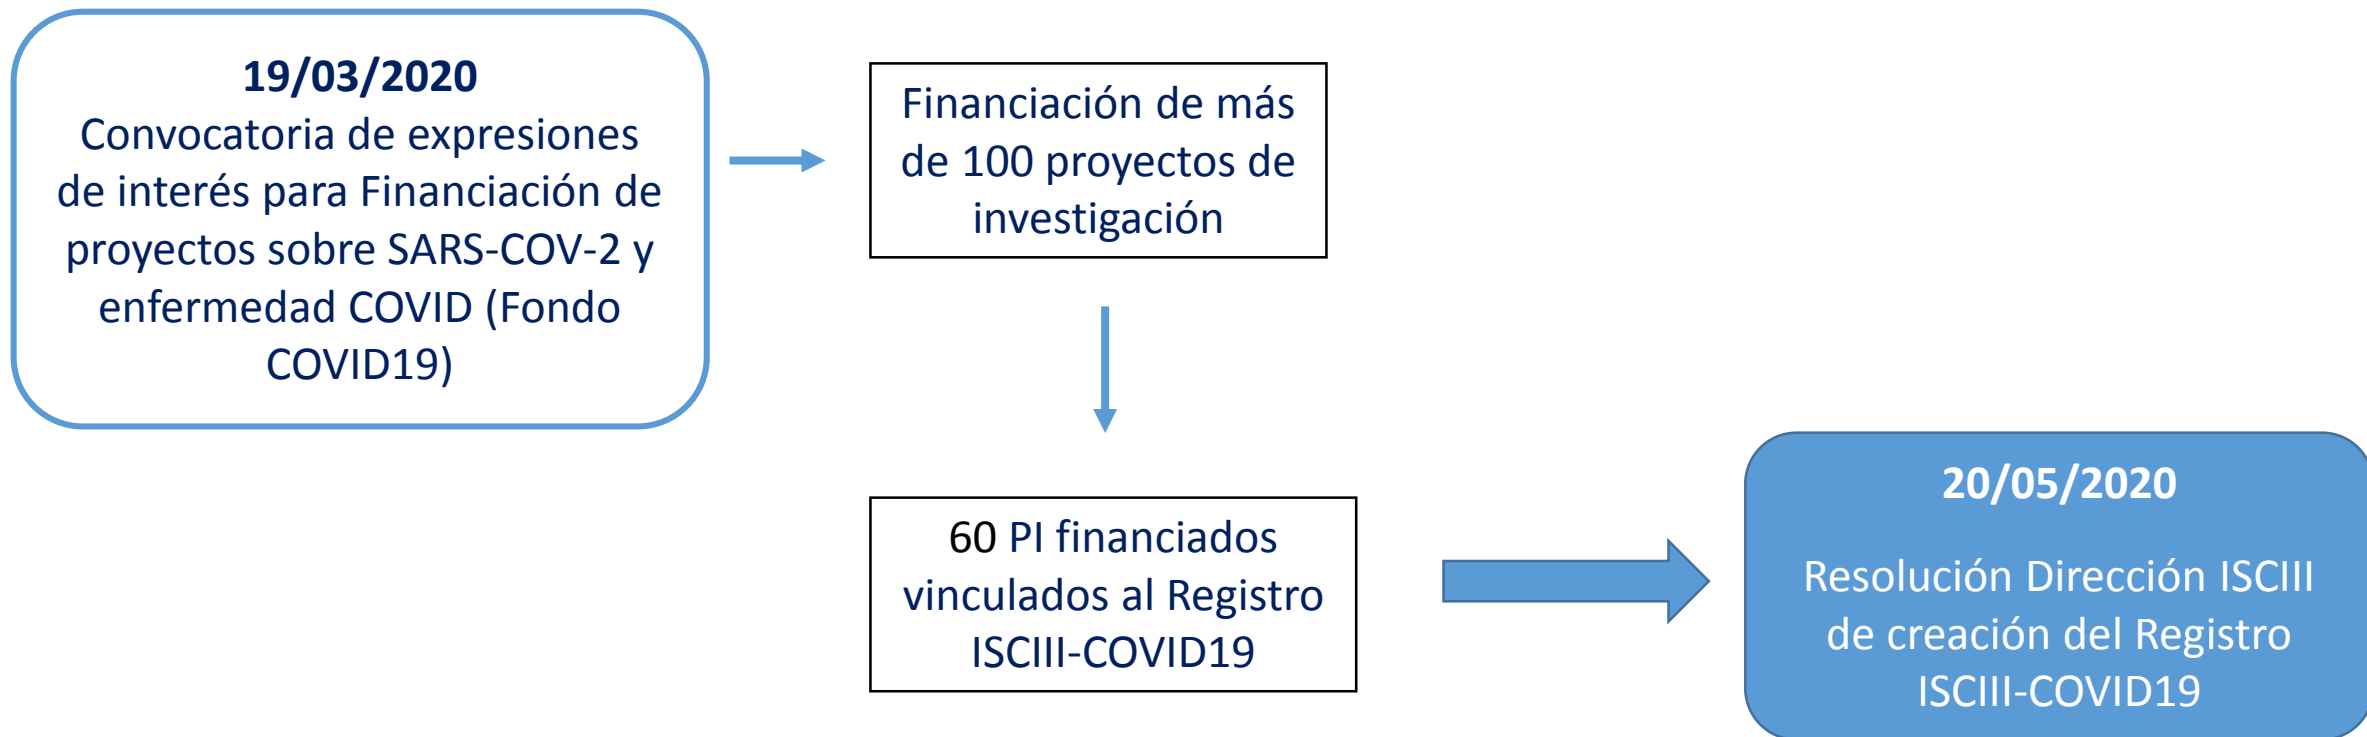 19/03/2020
Convocatoria de expresiones
de interés para Financiación de
proyectos sobre SARS-COV-2 y
enfermedad COVID (Fondo
COVID19)
Financiación de más
de 100 proyectos de
investigación
60 PI financiados
vinculados al Registro
ISCIII-COVID19
20/05/2020
Resolución Dirección ISCIII
de creación del Registro
ISCIII-COVID19